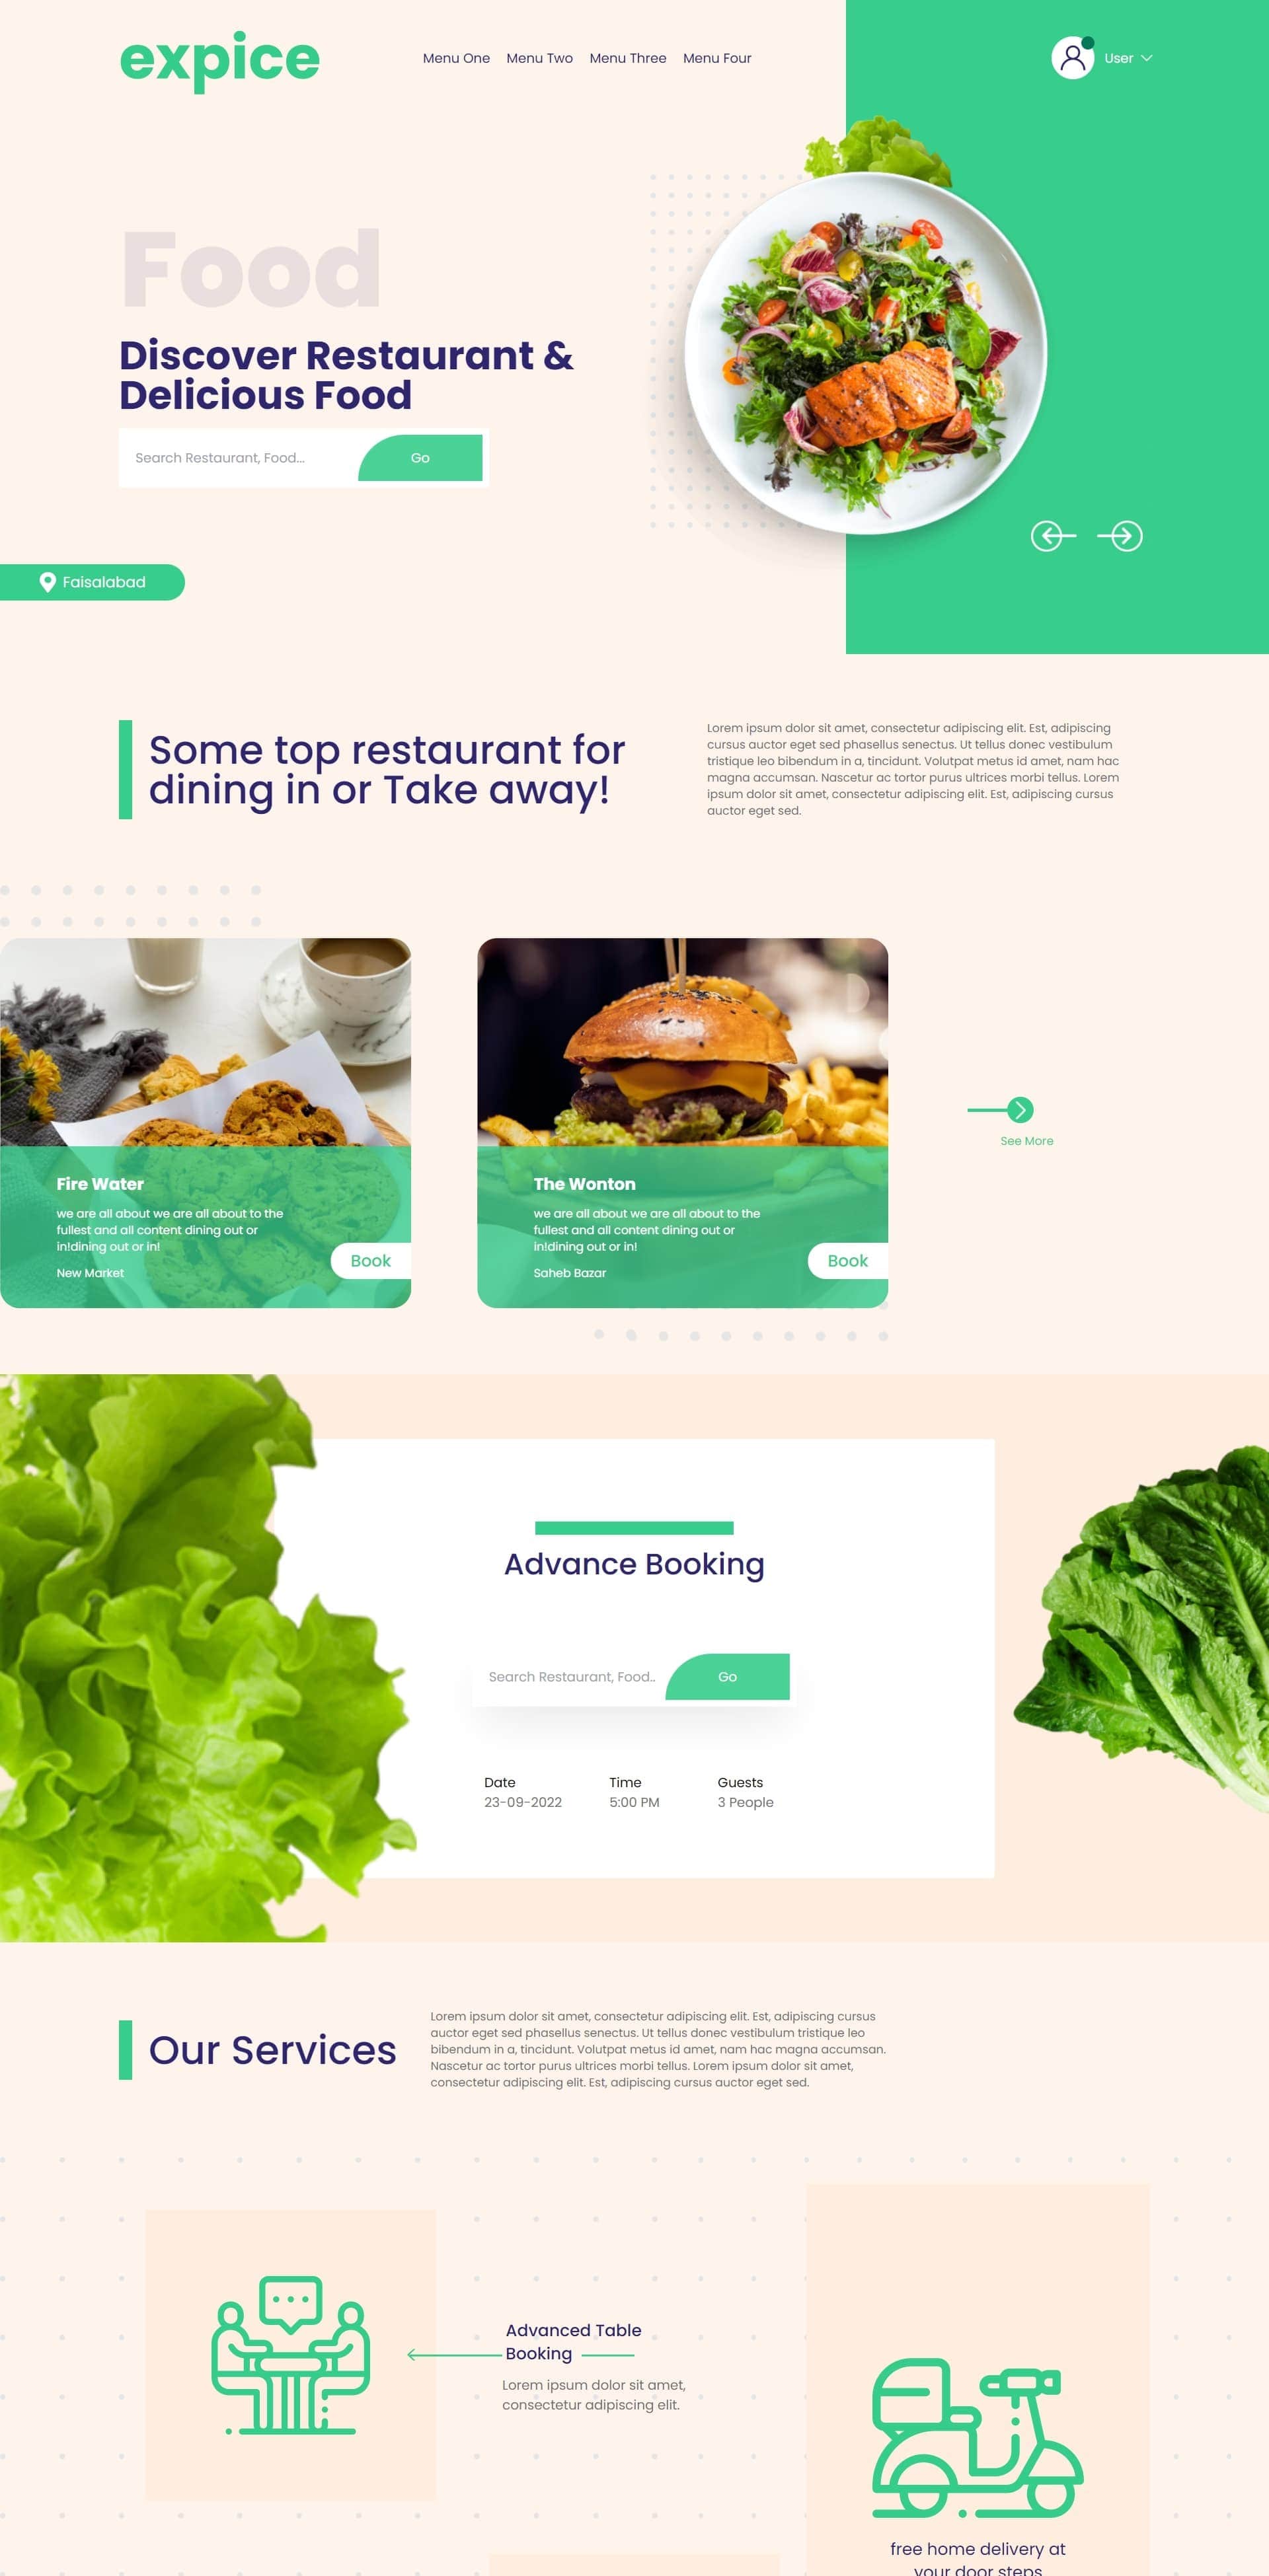 expice
Menu One Menu Two Menu Three Menu Four
User
Food
Discover Restaurant &
Delicious Food
Search Restaurant, Food...
Go
Faisalabad
Some top restaurant for
dining in or Take away!
Lorem ipsum dolor sit amet, consectetur adipiscing elit. Est, adipiscing
cursus auctor eget sed phasellus senectus. Ut tellus donec vestibulum
tristique leo bibendum in a, tincidunt. Volutpat metus id amet, nam hac
magna accumsan. Nascetur ac tortor purus ultrices morbi tellus. Lorem
ipsum dolor sit amet, consectetur adipiscing elit. Est, adipiscing cursus
auctor eget sed.
Fire Water
we are all about we are all about to the
fullest and all content dining out or
in!dining out or in!
New Market
Book
The Wonton
we are all about we are all about to the
fullest and all content dining out or
in!dining out or in!
Saheb Bazar
Book
See More
Advance Booking
Search Restaurant, Food..
Go
Date
23-09-2022
Time
5:00 PM
Guests
3 People
Our Services
Lorem ipsum dolor sit amet, consectetur adipiscing elit. Est, adipiscing cursus
auctor eget sed phasellus senectus. Ut tellus donec vestibulum tristique leo
bibendum in a, tincidunt. Volutpat metus id amet, nam hac magna accumsan.
Nascetur ac tortor purus ultrices morbi tellus. Lorem ipsum dolor sit amet,
consectetur adipiscing elit. Est, adipiscing cursus auctor eget sed.
Advanced Table
Booking
Lorem ipsum dolor sit amet,
consectetur adipiscing elit.
free home delivery at
your door steps